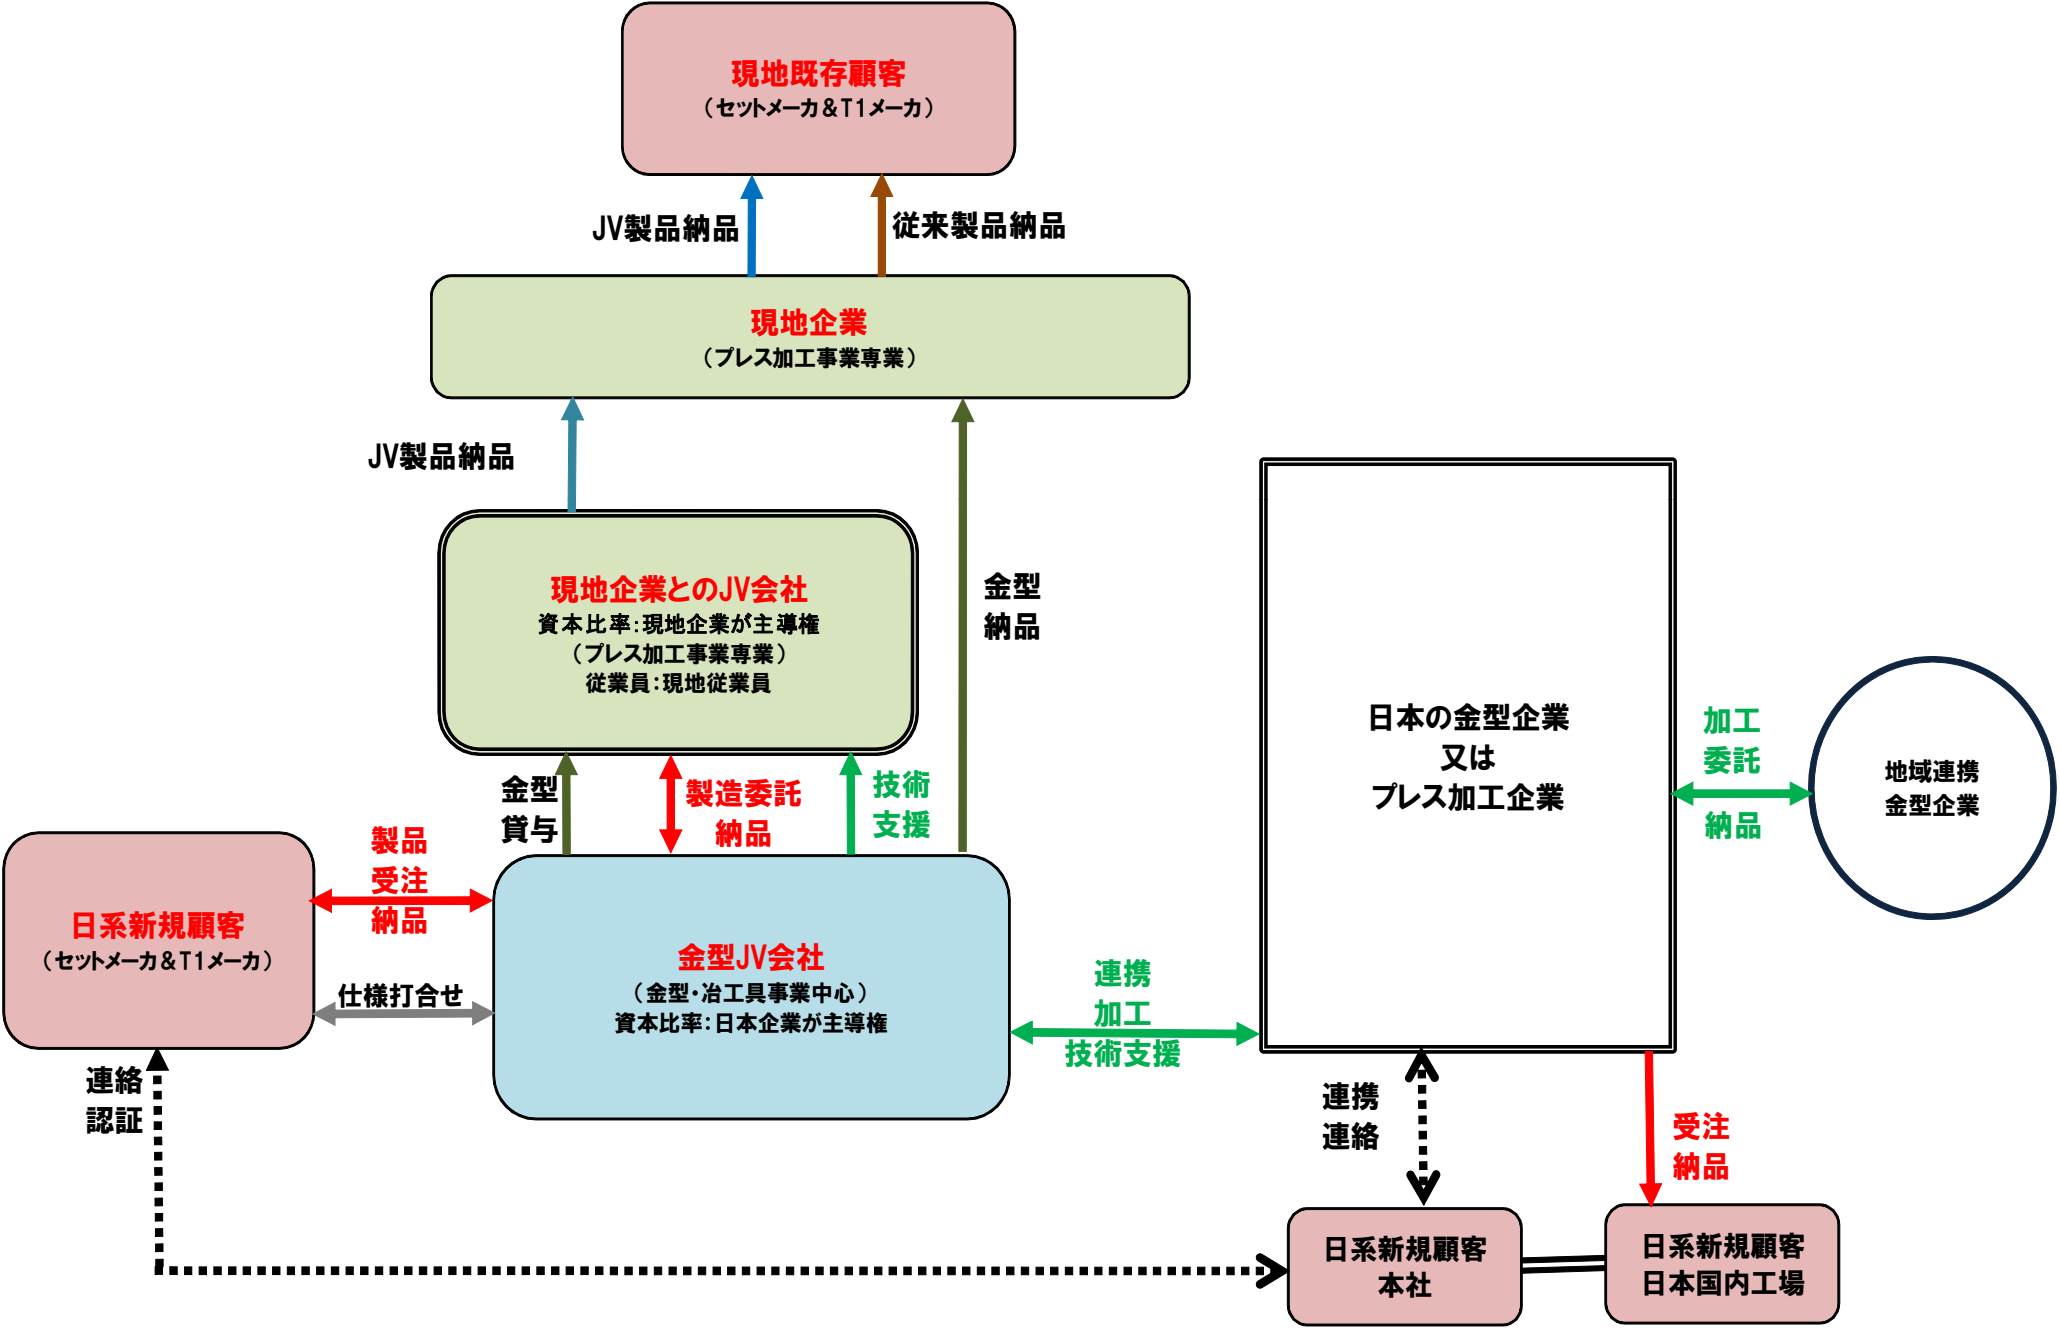 現地既存顧客
（セットメーカ＆T1メーカ）
JV製品納品
従来製品納品
現地企業
（プレス加工事業専業）
JV製品納品
金型
納品
現地企業とのJV会社
資本比率：現地企業が主導権
（プレス加工事業専業）
従業員：現地従業員
日本の金型企業
又は
プレス加工企業
加工
委託
納品
地域連携
金型企業
金型
貸与
製造委託
納品
技術
支援
製品
受注
納品
日系新規顧客
（セットメーカ＆T1メーカ）
仕様打合せ
金型JV会社
（金型・冶工具事業中心）
資本比率：日本企業が主導権
連携
加工
技術支援
連絡
認証
連携
連絡
受注
納品
日系新規顧客
本社
日系新規顧客
日本国内工場